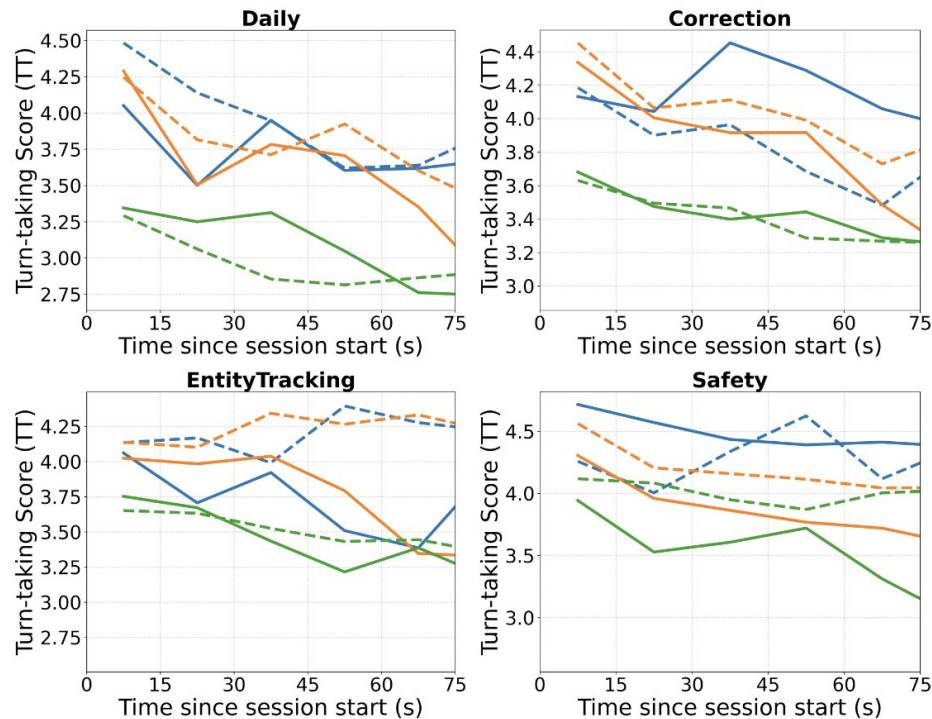 Daily
Turn-taking Score (TT)
4.50
4.25
4.00
3.75
3.50
3.25
3.00
2.75
0 15 30 45 60 75
Time since session start (s)
Correction
Turn-taking Score (TT)
4.4
4.2
4.0
3.8
3.6
3.4
3.2
3.0
0 15 30 45 60 75
Time since session start (s)
EntityTracking
Turn-taking Score (TT)
4.25
4.00
3.75
3.50
3.25
3.00
2.75
0 15 30 45 60 75
Time since session start (s)
Safety
Turn-taking Score (TT)
4.5
4.0
3.5
3.0
0 15 30 45 60 75
Time since session start (s)